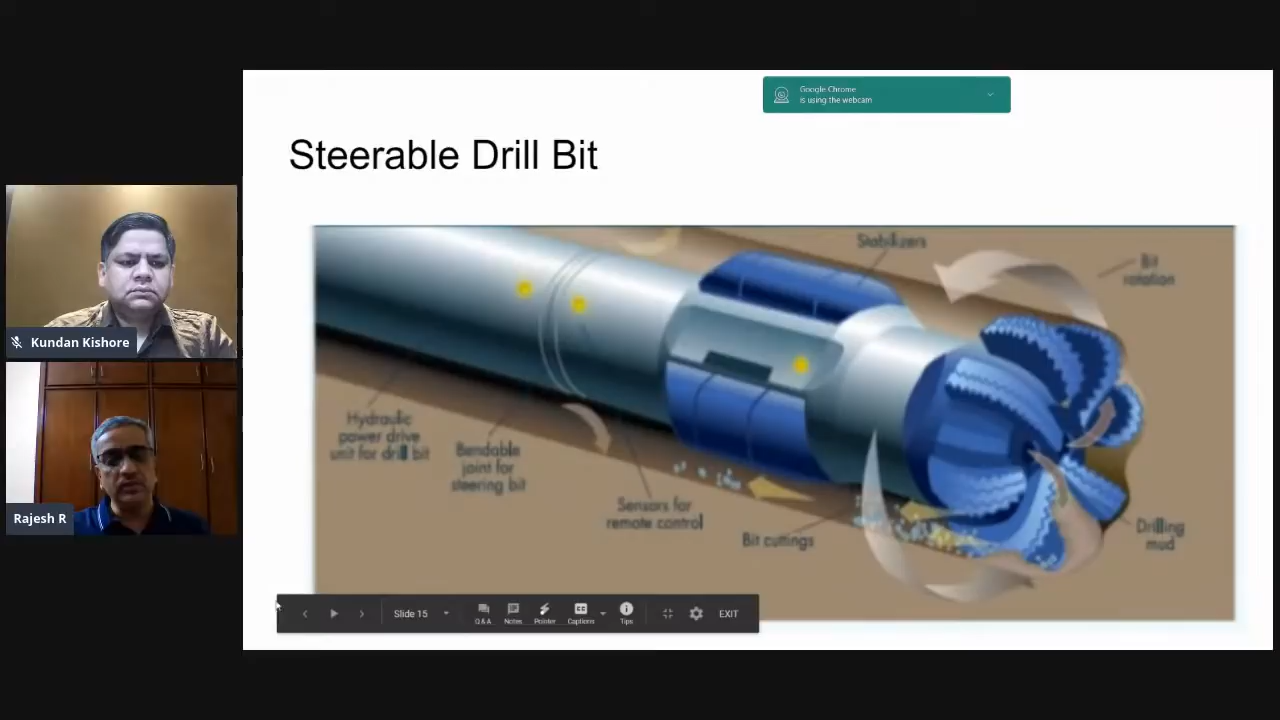 Google Chrome
is using the webcam
Steerable Drill Bit
Stabilizers
Bit
rotation
Hydraulic
power drive
unit for drill bit
Bendable
joint for
steering bit
Sensors for
remote control
Bit cuttings
Drilling
mud
Kundan Kishore
Rajesh R
Slide 15
Q&A
Notes
Pointer
Captions
Tips
EXIT